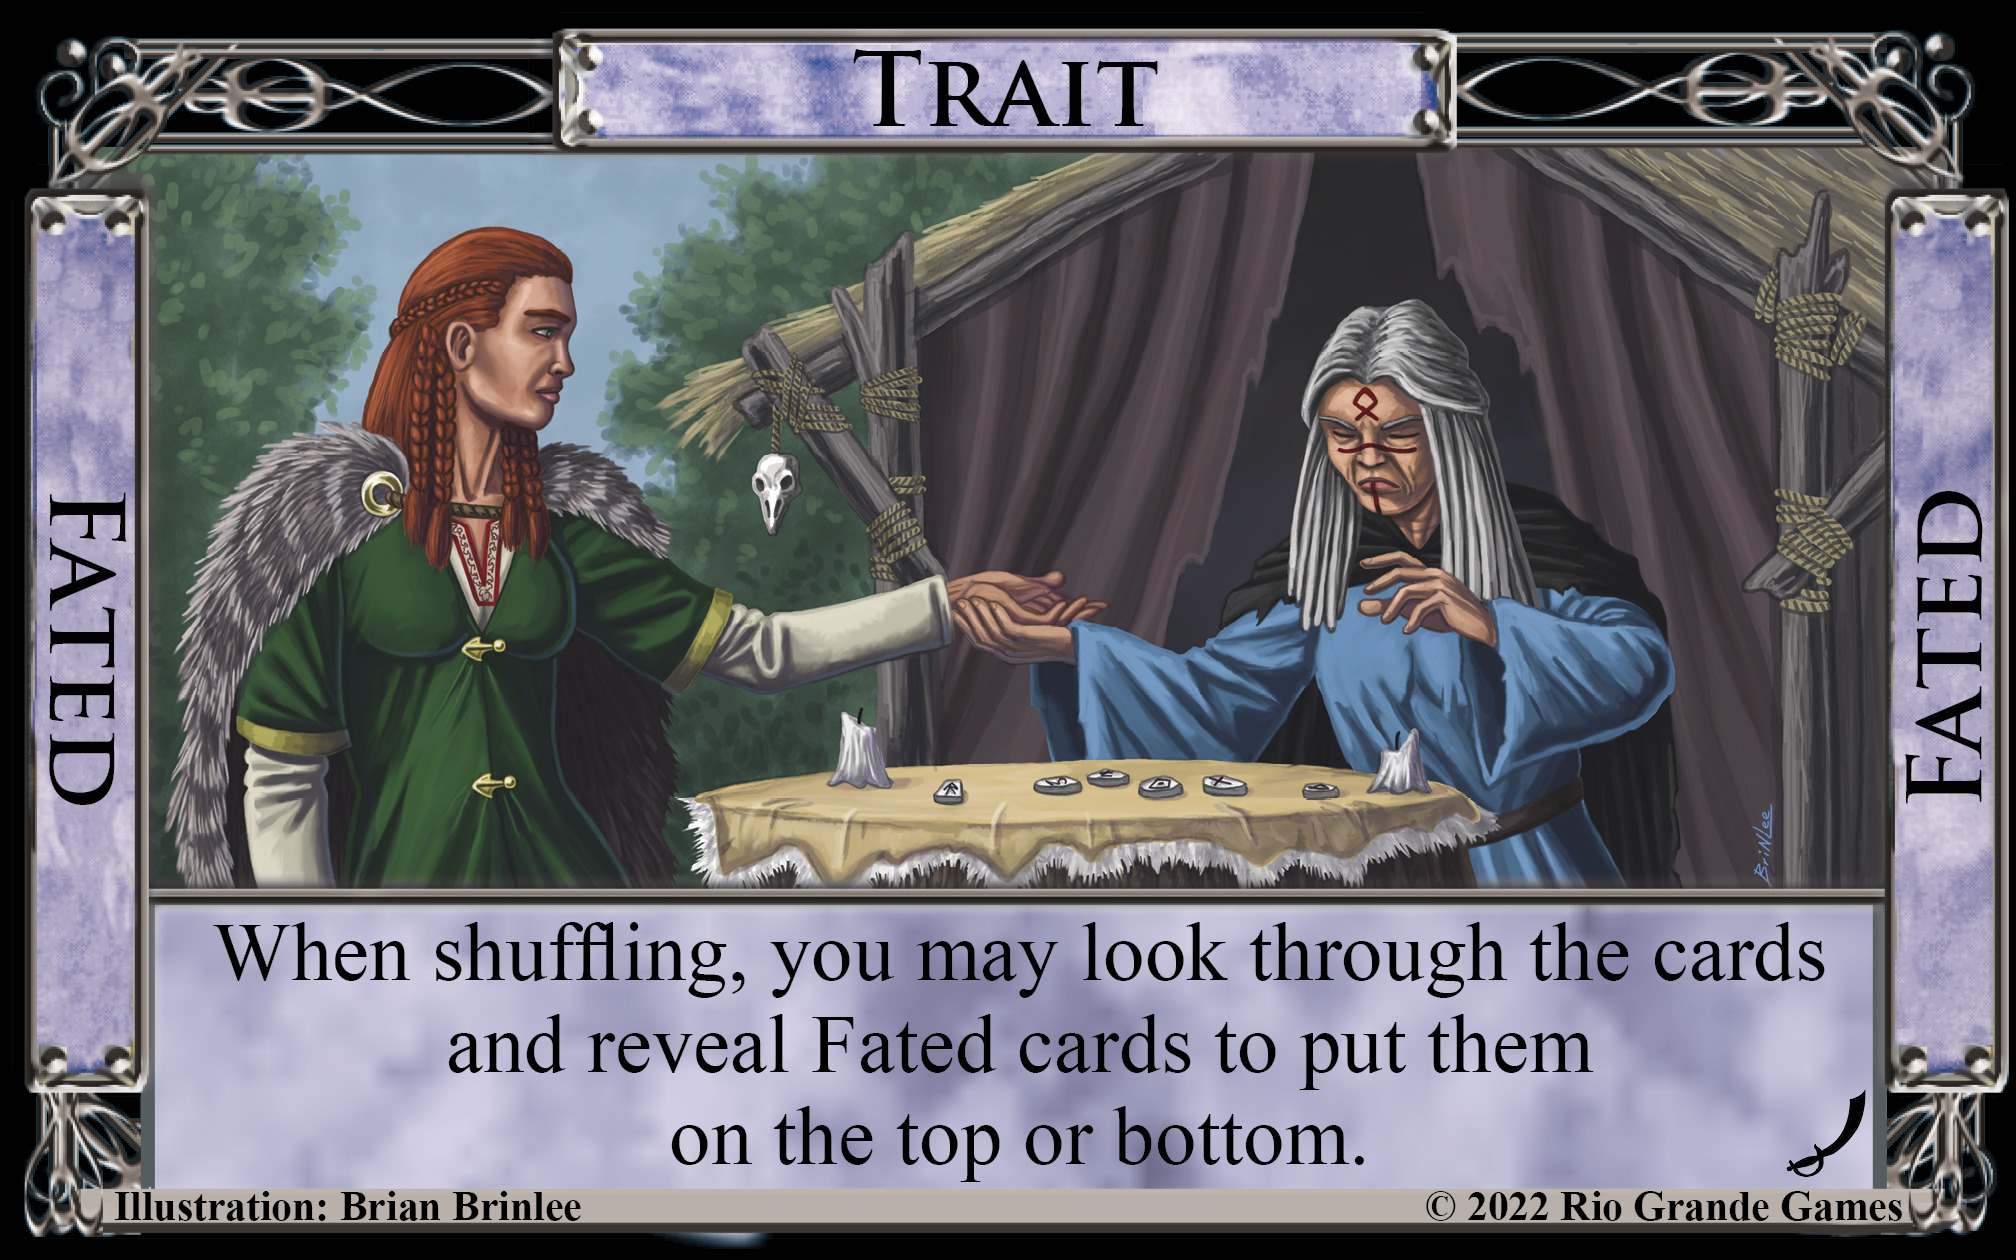 TRAIT
FATED
FATED
BriNLee
When shuffling, you may look through the cards
and reveal Fated cards to put them
on the top or bottom.
Illustration: Brian Brinlee
© 2022 Rio Grande Games